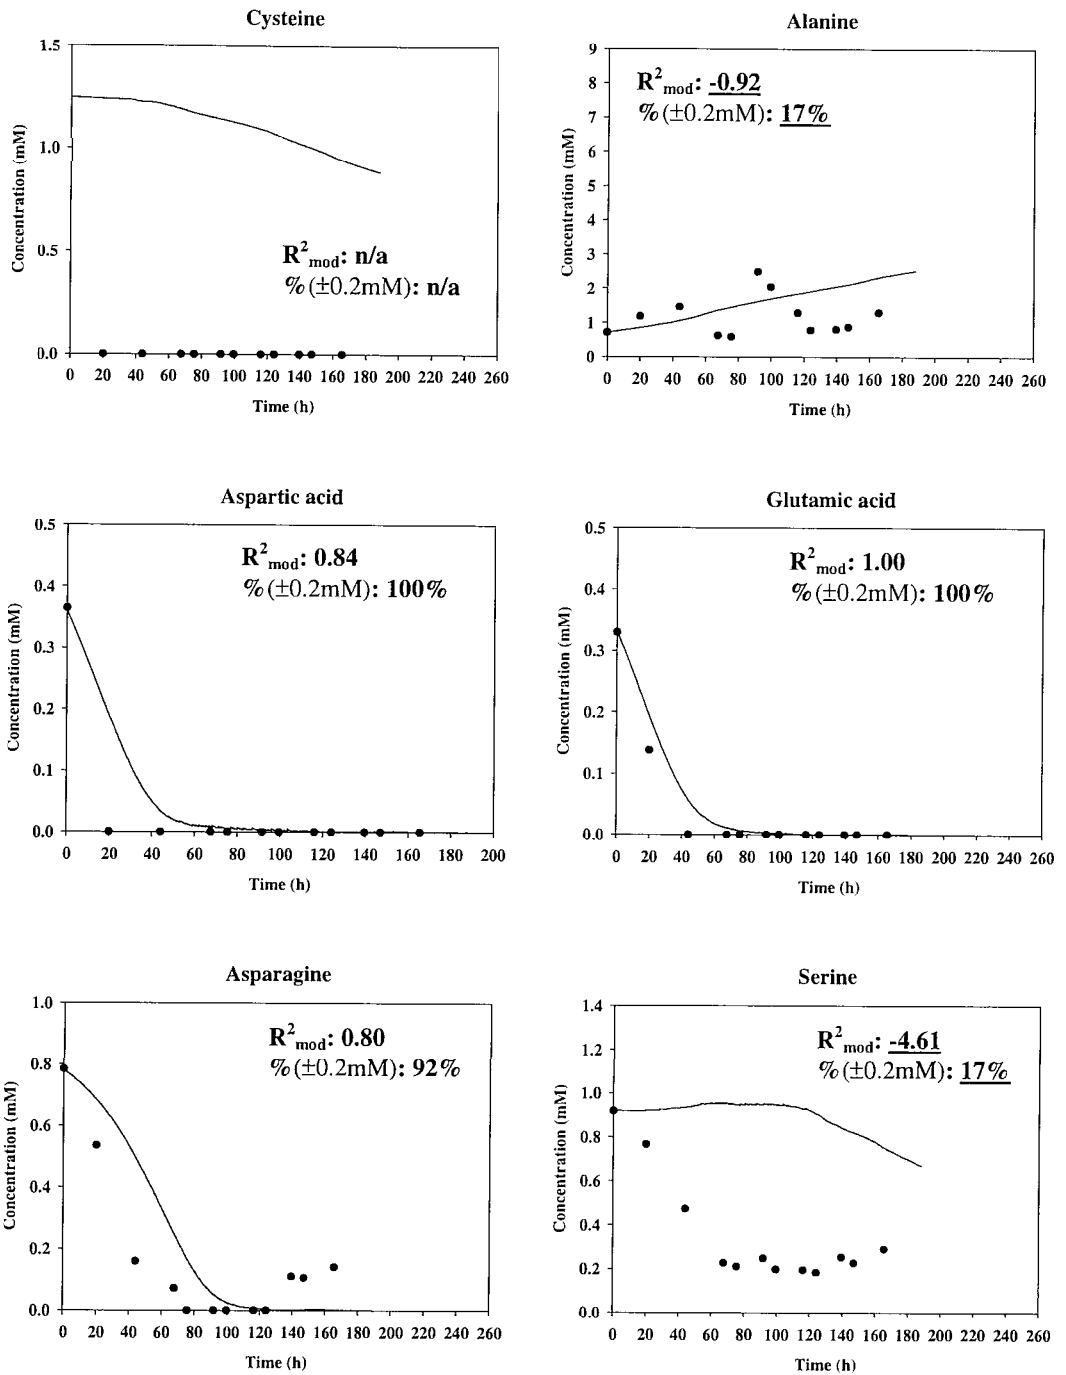 Cysteine
1.5
1.0
0.5
0.0
Concentration (mM)
R²mod: n/a
%(±0.2mM): n/a
0 20 40 60 80 100 120 140 160 180 200 220 240 260
Time (h)
Alanine
9
8
7
6
5
4
3
2
1
0
Concentration (mM)
R²mod: -0.92
%(±0.2mM): 17%
0 20 40 60 80 100 120 140 160 180 200 220 240 260
Time (h)
Aspartic acid
0.5
0.4
0.3
0.2
0.1
0.0
Concentration (mM)
R²mod: 0.84
%(±0.2mM): 100%
0 20 40 60 80 100 120 140 160 180 200
Time (h)
Glutamic acid
0.5
0.4
0.3
0.2
0.1
0.0
Concentration (mM)
R²mod: 1.00
%(±0.2mM): 100%
0 20 40 60 80 100 120 140 160 180 200 220 240 260
Time (h)
Asparagine
1.0
0.8
0.6
0.4
0.2
0.0
Concentration (mM)
R²mod: 0.80
%(±0.2mM): 92%
0 20 40 60 80 100 120 140 160 180 200 220 240 260
Time (h)
Serine
1.4
1.2
1.0
0.8
0.6
0.4
0.2
0.0
Concentration (mM)
R²mod: -4.61
%(±0.2mM): 17%
0 20 40 60 80 100 120 140 160 180 200 220 240 260
Time (h)